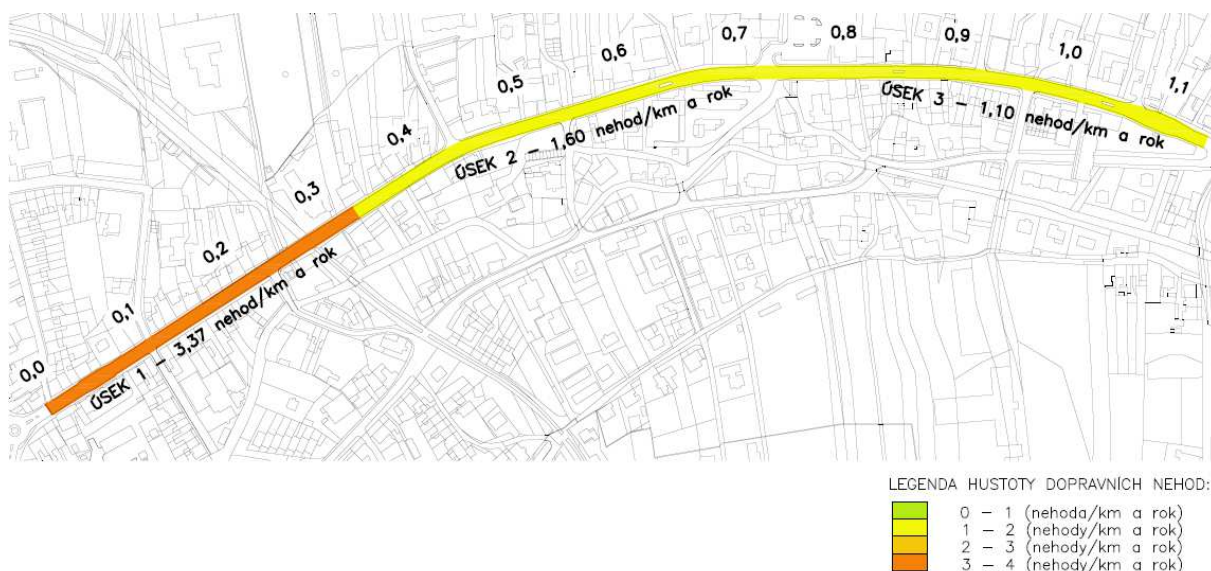 0,0
0,1
0,2
0,3
0,4
0,5
0,6
0,7
0,8
0,9
1,0
1,1
ÚSEK 1 – 3,37 nehod/km a rok
ÚSEK 2 – 1,60 nehod/km a rok
ÚSEK 3 – 1,10 nehod/km a rok
LEGENDA HUSTOTY DOPRAVNÍCH NEHOD:
0 – 1 (nehoda/km a rok)
1 – 2 (nehody/km a rok)
2 – 3 (nehody/km a rok)
3 – 4 (nehody/km a rok)